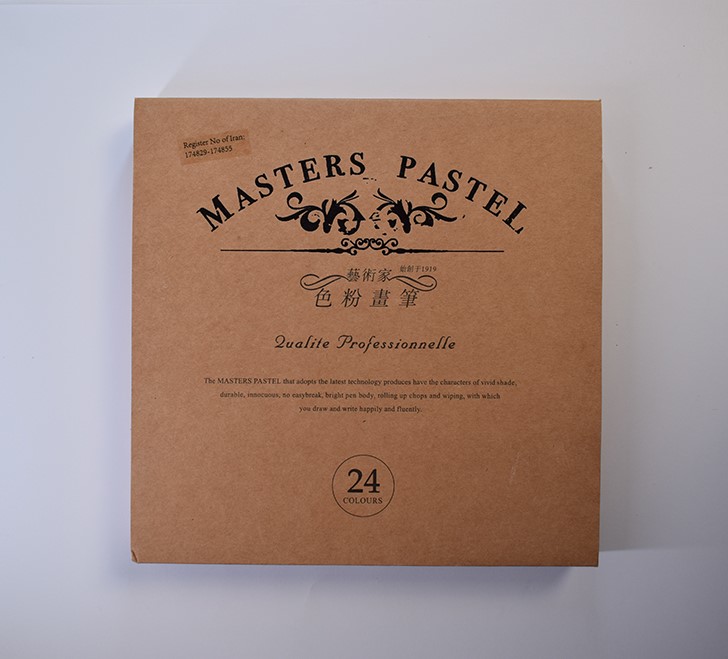 Register No of Iran;
174829-174855
MASTERS PASTEL
藝術家 始創于1919
色粉畫筆
Qualite Professionnelle
The MASTERS PASTEL that adopts the latest technology produces have the characters of vivid shade,
durable, innocuous, no easybreak, bright pen body, rolling up chops and wiping, with which
you draw and write happily and fluently.
24
COLOURS